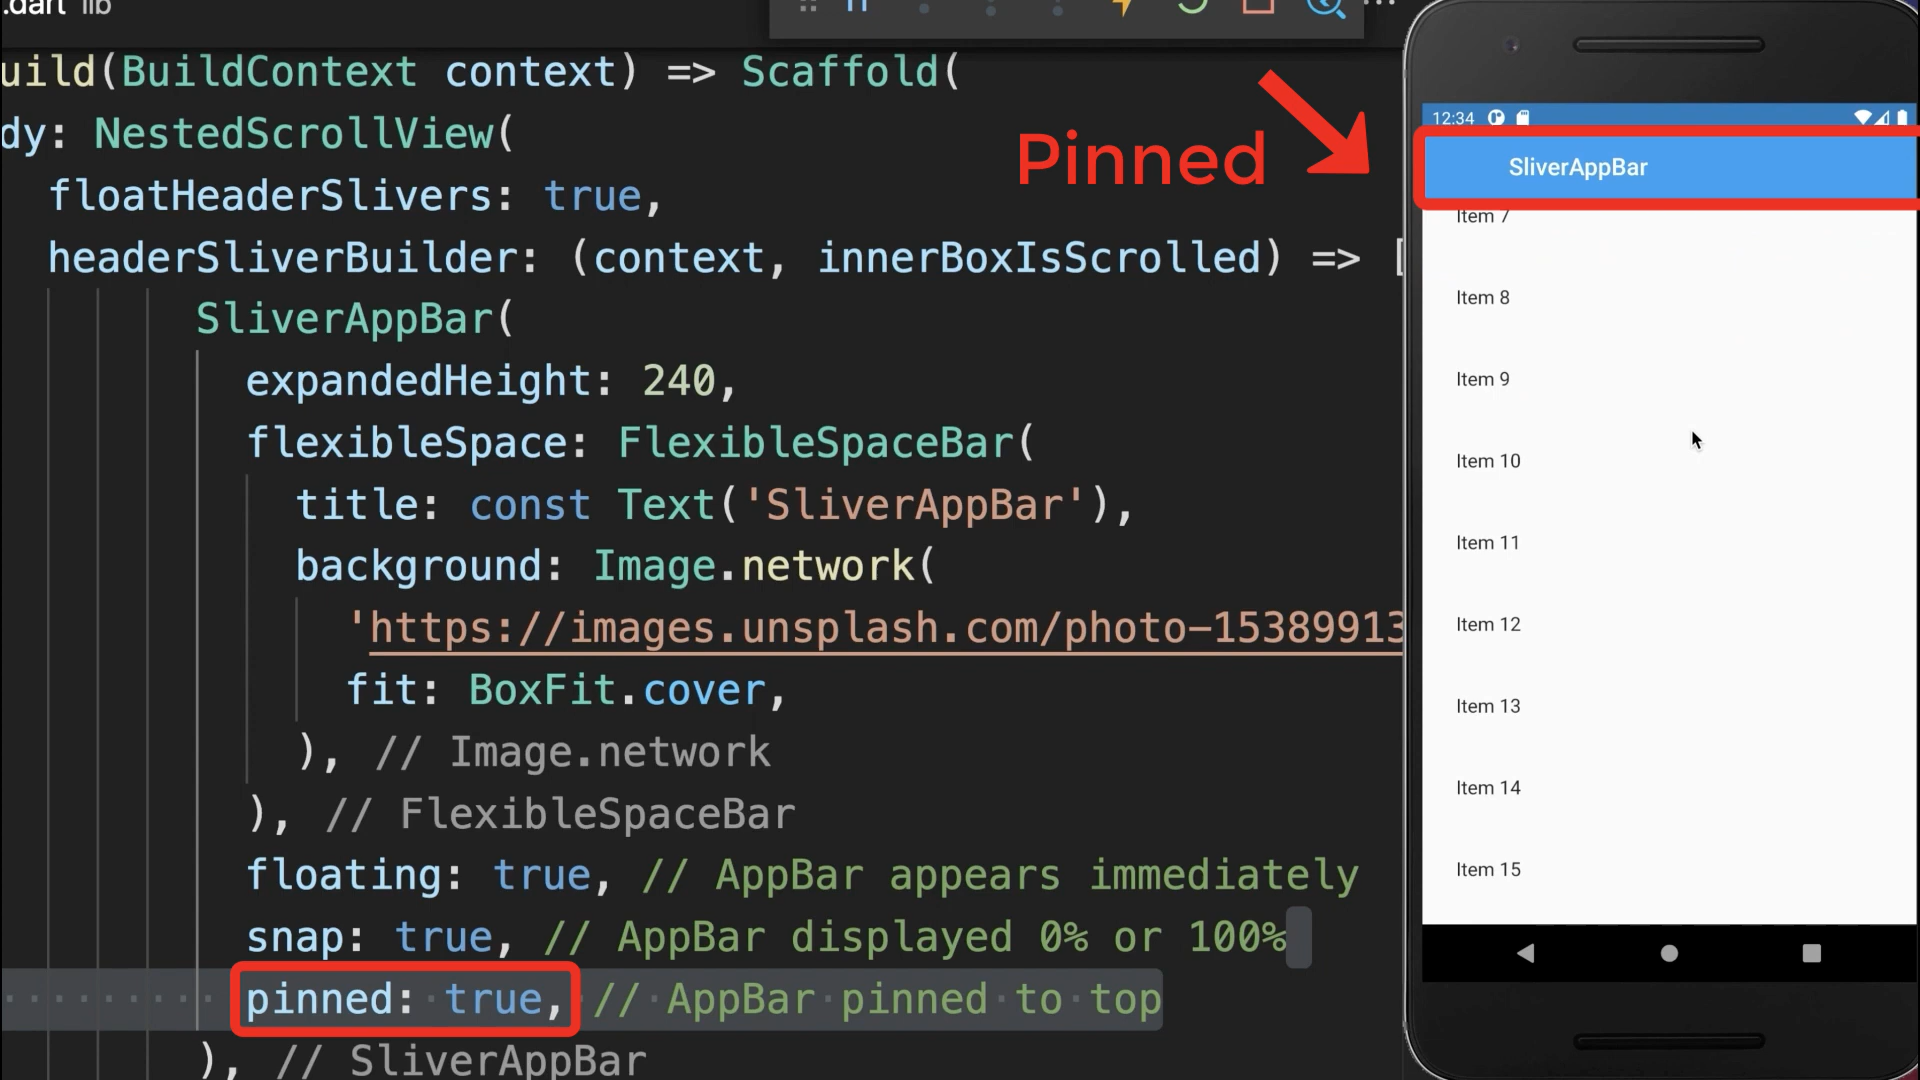 .dart lib
uild(BuildContext context) => Scaffold(
dy: NestedScrollView(
floatHeaderSlivers: true,
headerSliverBuilder: (context, innerBoxIsScrolled) => [
SliverAppBar(
expandedHeight: 240,
flexibleSpace: FlexibleSpaceBar(
title: const Text('SliverAppBar'),
background: Image.network(
'https://images.unsplash.com/photo-15389913
fit: BoxFit.cover,
), // Image.network
), // FlexibleSpaceBar
floating: true, // AppBar appears immediately
snap: true, // AppBar displayed 0% or 100%
pinned: true, // AppBar pinned to top
), // SliverAppBar
Pinned
12:34
SliverAppBar
Item 7
Item 8
Item 9
Item 10
Item 11
Item 12
Item 13
Item 14
Item 15